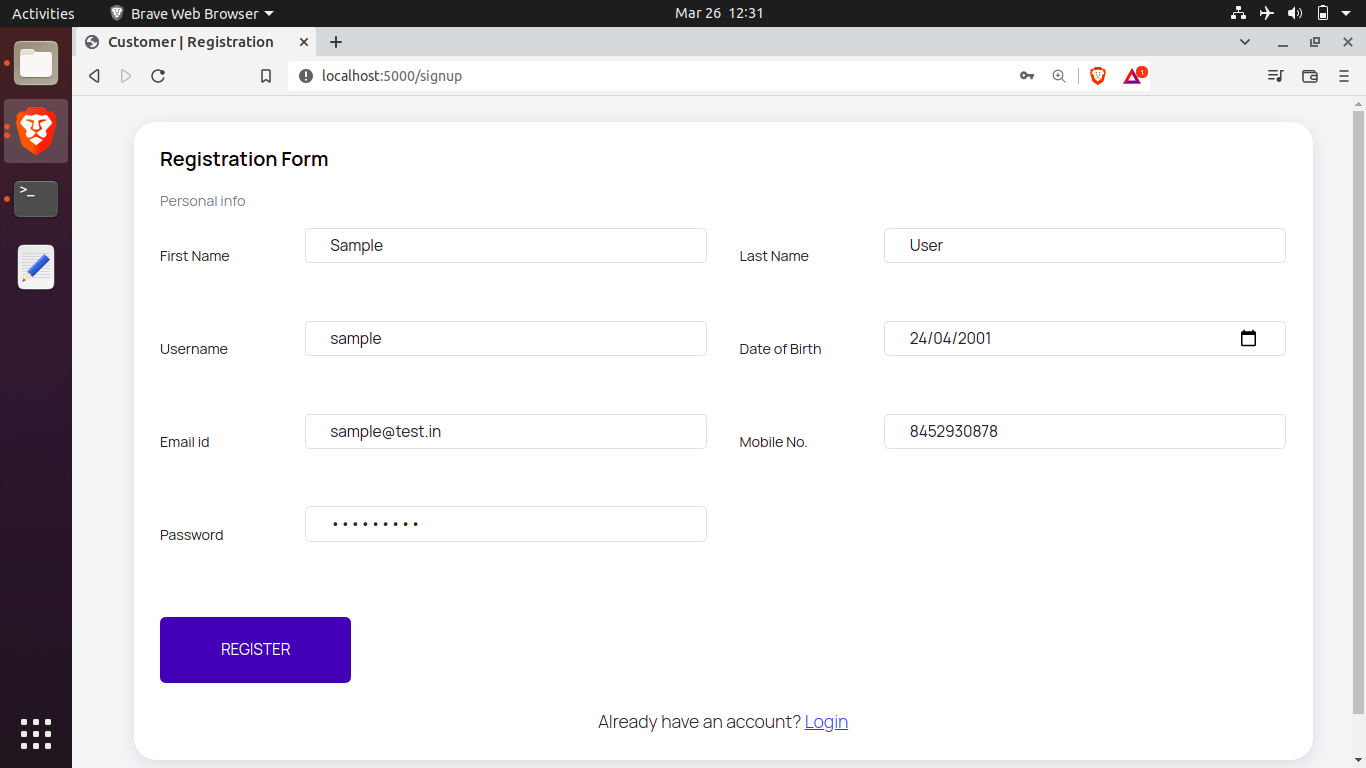 Activities Brave Web Browser Mar 26 12:31
Customer | Registration
localhost:5000/signup 1
Registration Form
Personal info
First Name Sample Last Name User
Username sample Date of Birth 24/04/2001
Email id sample@test.in Mobile No. 8452930878
Password •••••••••
REGISTER
Already have an account? Login